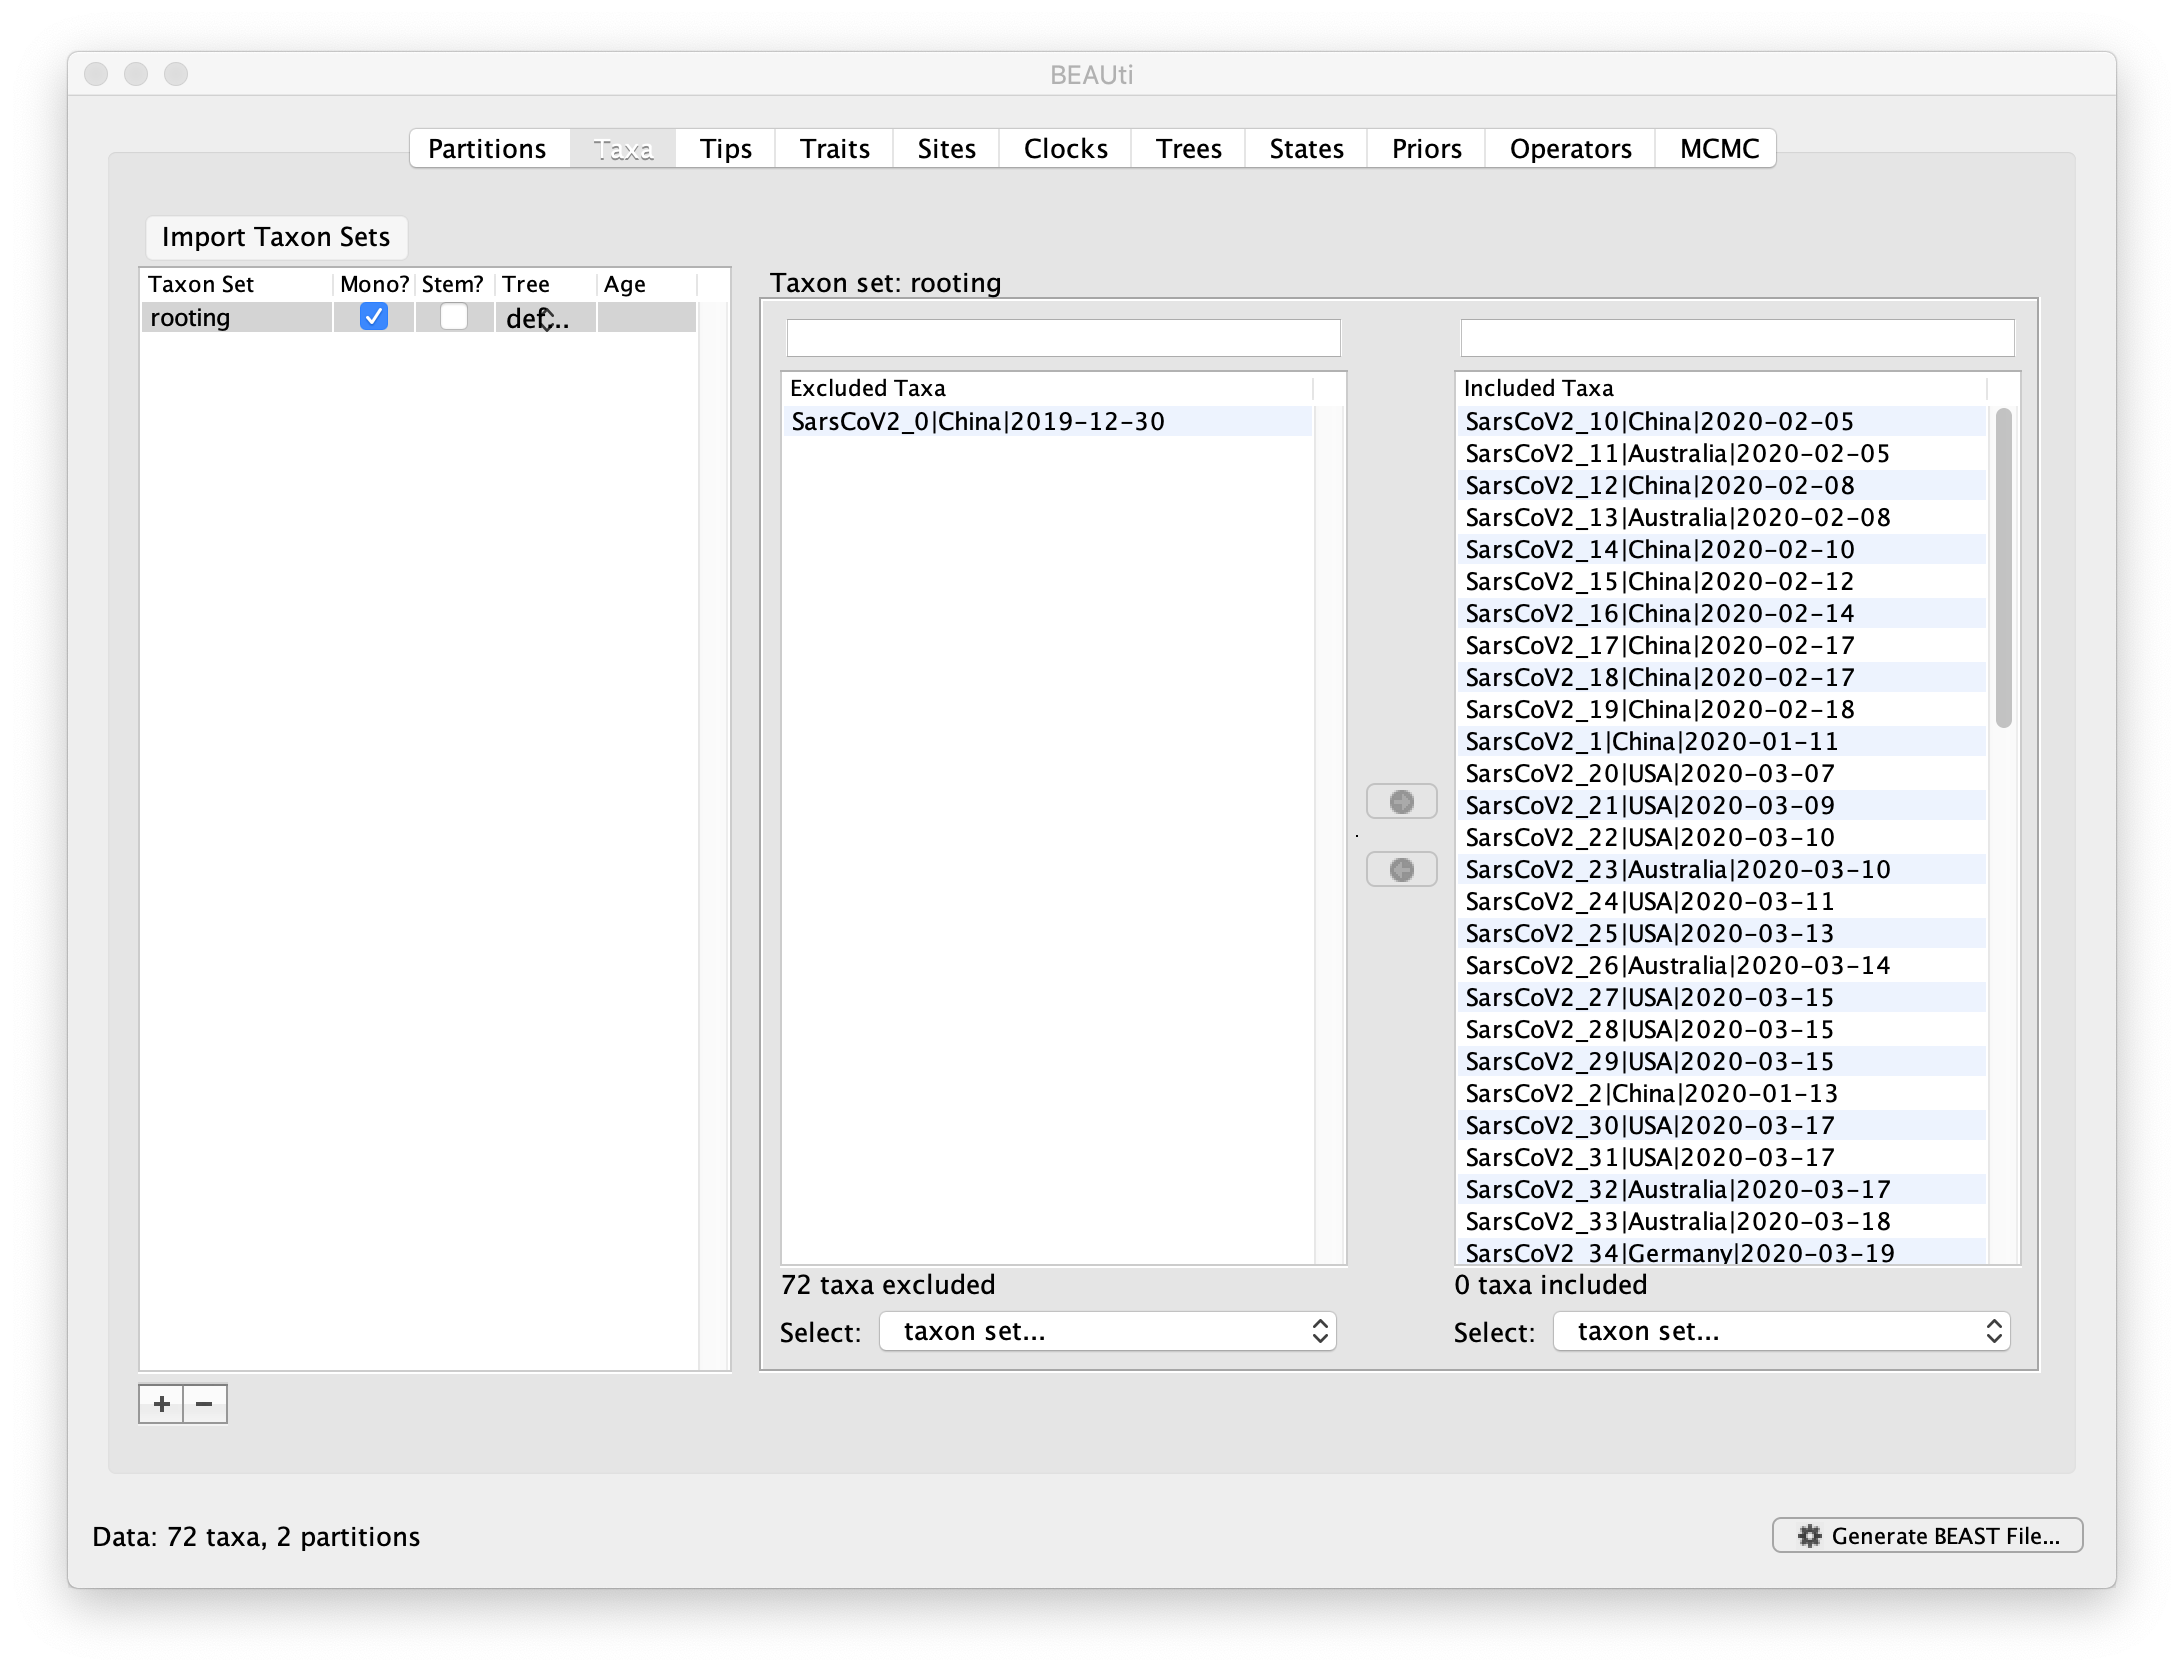 BEAUti
Partitions Taxa Tips Traits Sites Clocks Trees States Priors Operators MCMC
Import Taxon Sets
Taxon Set Mono? Stem? Tree Age
rooting def...
Taxon set: rooting
Excluded Taxa
SarsCoV2_0|China|2019-12-30
72 taxa excluded
Select: taxon set...
Included Taxa
SarsCoV2_10|China|2020-02-05
SarsCoV2_11|Australia|2020-02-05
SarsCoV2_12|China|2020-02-08
SarsCoV2_13|Australia|2020-02-08
SarsCoV2_14|China|2020-02-10
SarsCoV2_15|China|2020-02-12
SarsCoV2_16|China|2020-02-14
SarsCoV2_17|China|2020-02-17
SarsCoV2_18|China|2020-02-17
SarsCoV2_19|China|2020-02-18
SarsCoV2_1|China|2020-01-11
SarsCoV2_20|USA|2020-03-07
SarsCoV2_21|USA|2020-03-09
SarsCoV2_22|USA|2020-03-10
SarsCoV2_23|Australia|2020-03-10
SarsCoV2_24|USA|2020-03-11
SarsCoV2_25|USA|2020-03-13
SarsCoV2_26|Australia|2020-03-14
SarsCoV2_27|USA|2020-03-15
SarsCoV2_28|USA|2020-03-15
SarsCoV2_29|USA|2020-03-15
SarsCoV2_2|China|2020-01-13
SarsCoV2_30|USA|2020-03-17
SarsCoV2_31|USA|2020-03-17
SarsCoV2_32|Australia|2020-03-17
SarsCoV2_33|Australia|2020-03-18
SarsCoV2_34|Germany|2020-03-19
0 taxa included
Select: taxon set...
+ −
Data: 72 taxa, 2 partitions
Generate BEAST File...